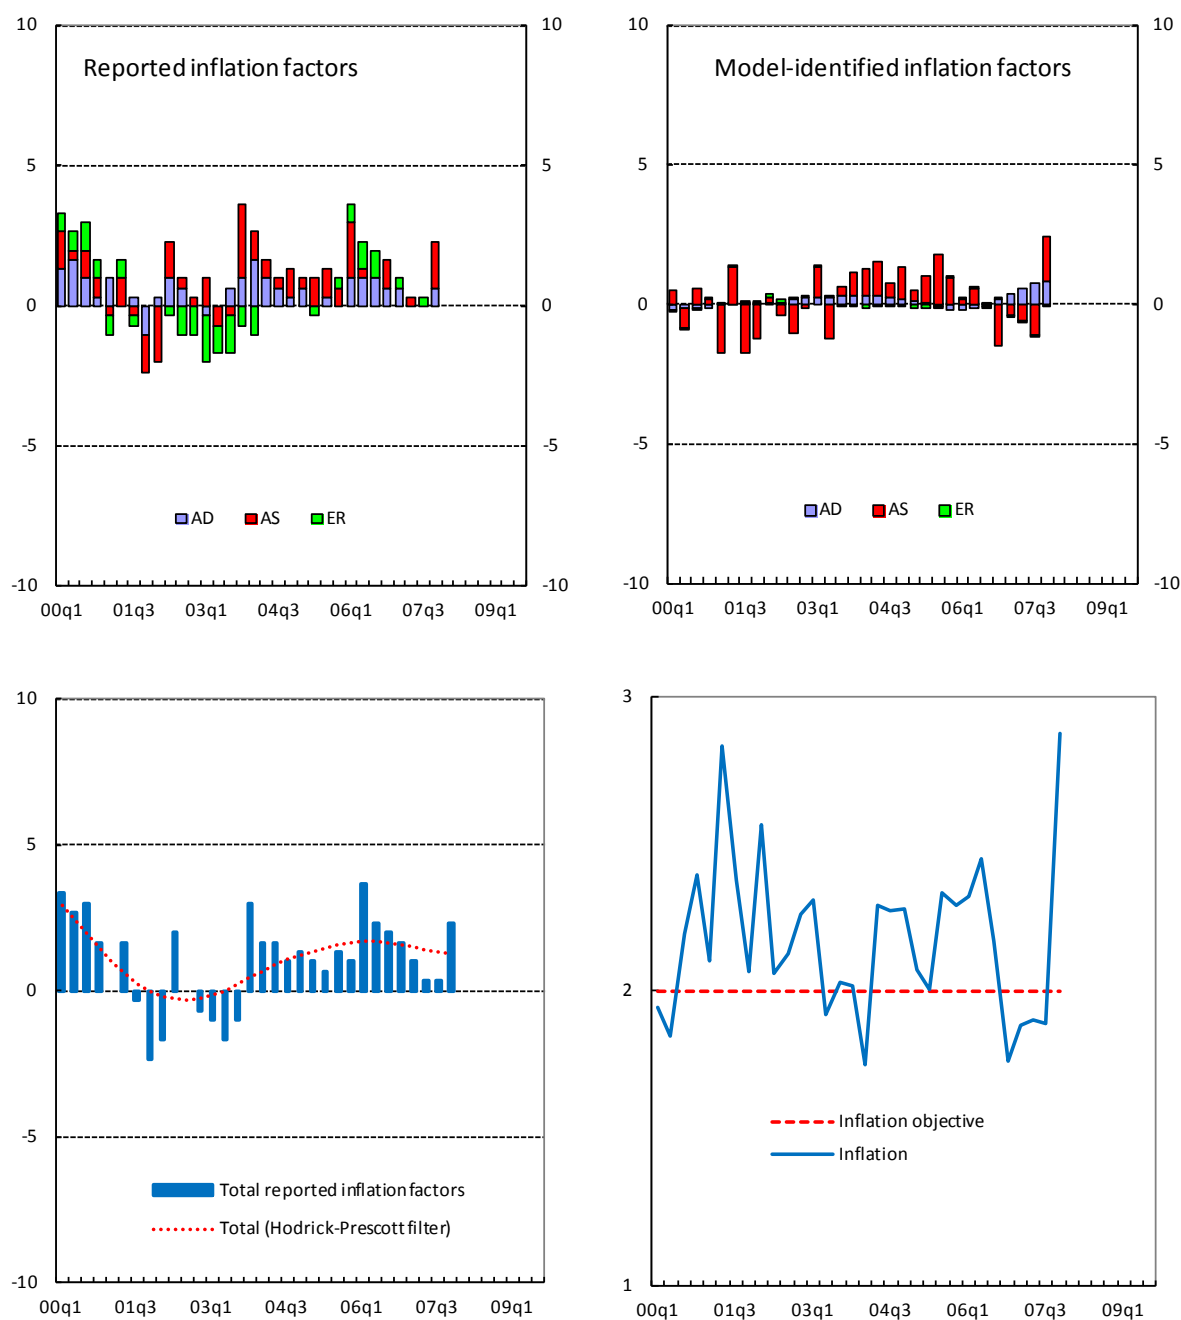 10 10
Reported inflation factors
5 5
0 0
-5 -5
AD AS ER
-10 -10
00q1 01q3 03q1 04q3 06q1 07q3 09q1
10 10
Model-identified inflation factors
5 5
0 0
-5 -5
AD AS ER
-10 -10
00q1 01q3 03q1 04q3 06q1 07q3 09q1
10
5
0
-5
Total reported inflation factors
Total (Hodrick-Prescott filter)
-10
00q1 01q3 03q1 04q3 06q1 07q3 09q1
3
2
Inflation objective
Inflation
1
00q1 01q3 03q1 04q3 06q1 07q3 09q1